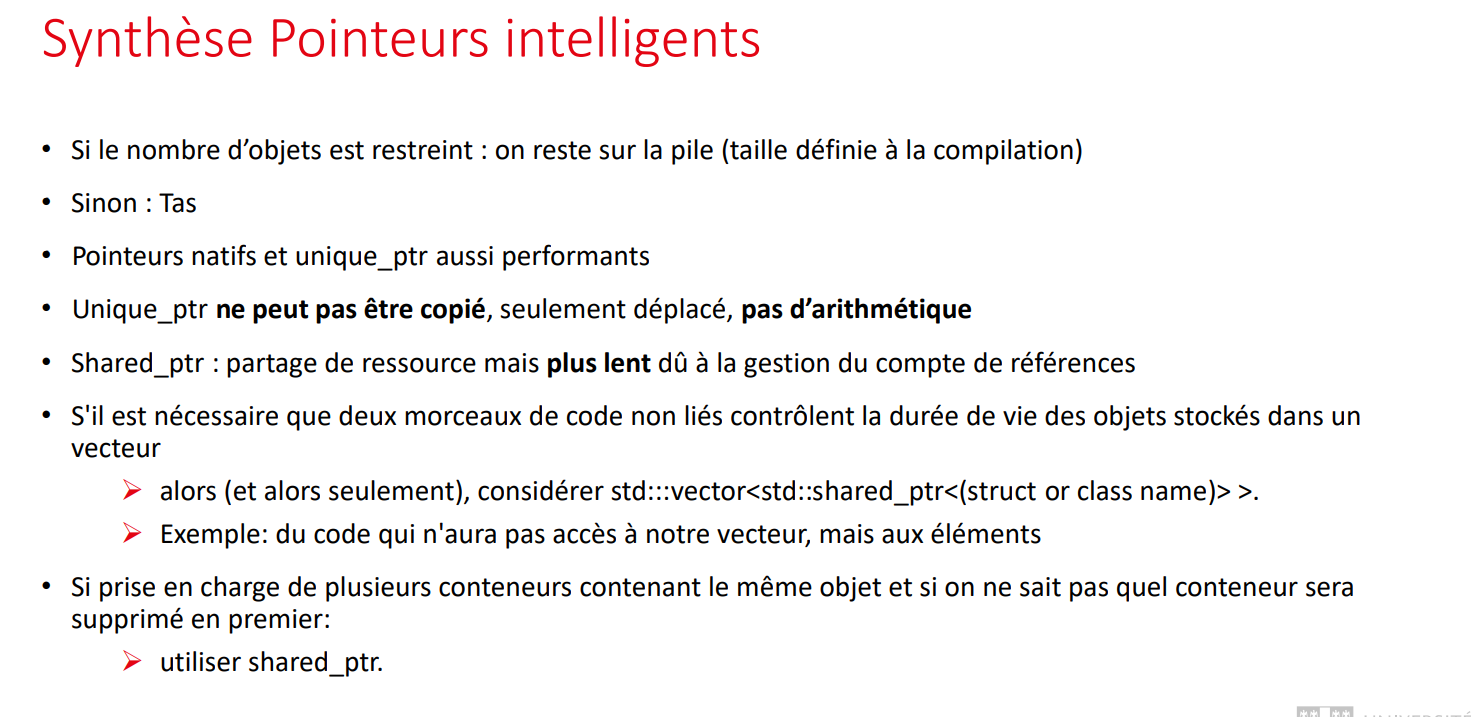 Synthèse Pointeurs intelligents
• Si le nombre d’objets est restreint : on reste sur la pile (taille définie à la compilation)
• Sinon : Tas
• Pointeurs natifs et unique_ptr aussi performants
• Unique_ptr ne peut pas être copié, seulement déplacé, pas d’arithmétique
• Shared_ptr : partage de ressource mais plus lent dû à la gestion du compte de références
• S'il est nécessaire que deux morceaux de code non liés contrôlent la durée de vie des objets stockés dans un
vecteur
➢ alors (et alors seulement), considérer std:::vector<std::shared_ptr<(struct or class name)> >.
➢ Exemple: du code qui n'aura pas accès à notre vecteur, mais aux éléments
• Si prise en charge de plusieurs conteneurs contenant le même objet et si on ne sait pas quel conteneur sera
supprimé en premier:
➢ utiliser shared_ptr.